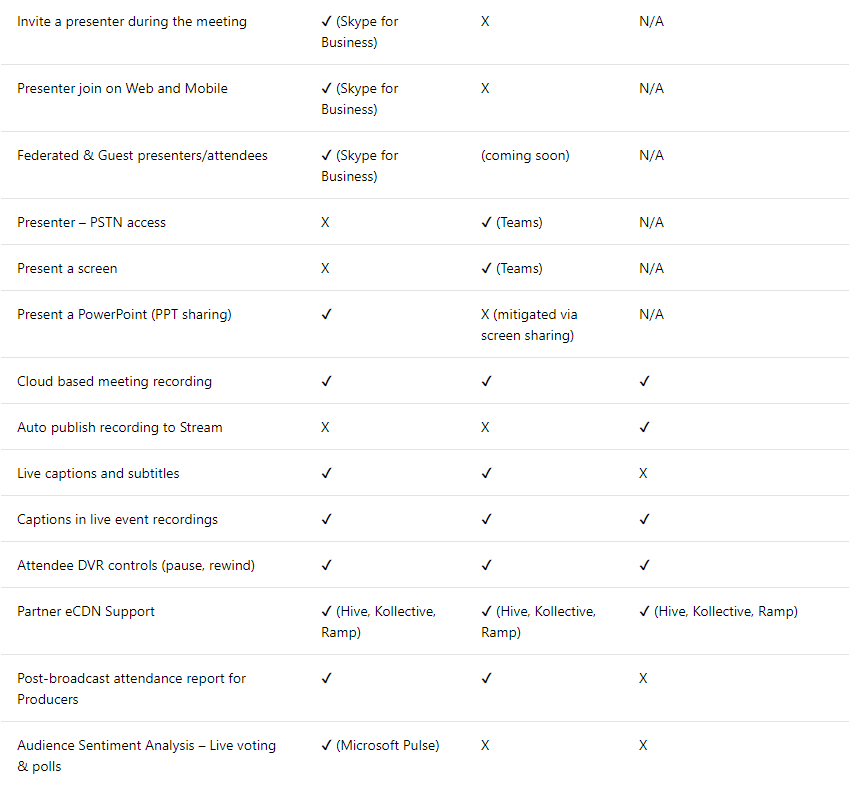 Invite a presenter during the meeting ✓ (Skype for X N/A
Business)
Presenter join on Web and Mobile ✓ (Skype for X N/A
Business)
Federated & Guest presenters/attendees ✓ (Skype for (coming soon) N/A
Business)
Presenter – PSTN access X ✓ (Teams) N/A
Present a screen X ✓ (Teams) N/A
Present a PowerPoint (PPT sharing) ✓ X (mitigated via N/A
screen sharing)
Cloud based meeting recording ✓ ✓ ✓
Auto publish recording to Stream X X ✓
Live captions and subtitles ✓ ✓ X
Captions in live event recordings ✓ ✓ ✓
Attendee DVR controls (pause, rewind) ✓ ✓ ✓
Partner eCDN Support ✓ (Hive, Kollective, ✓ (Hive, Kollective, ✓ (Hive, Kollective, Ramp)
Ramp) Ramp)
Post-broadcast attendance report for ✓ ✓ X
Producers
Audience Sentiment Analysis – Live voting ✓ (Microsoft Pulse) X X
& polls